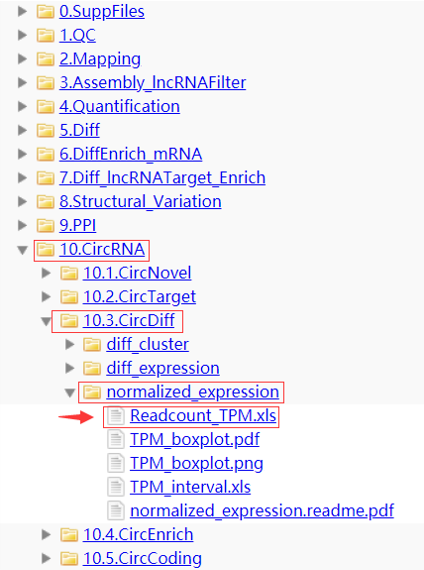 0.SuppFiles
1.QC
2.Mapping
3.Assembly_lncRNAFilter
4.Quantification
5.Diff
6.DiffEnrich_mRNA
7.Diff_lncRNATarget_Enrich
8.Structural_Variation
9.PPI
10.CircRNA
10.1.CircNovel
10.2.CircTarget
10.3.CircDiff
diff_cluster
diff_expression
normalized_expression
Readcount_TPM.xls
TPM_boxplot.pdf
TPM_boxplot.png
TPM_interval.xls
normalized_expression.readme.pdf
10.4.CircEnrich
10.5.CircCoding